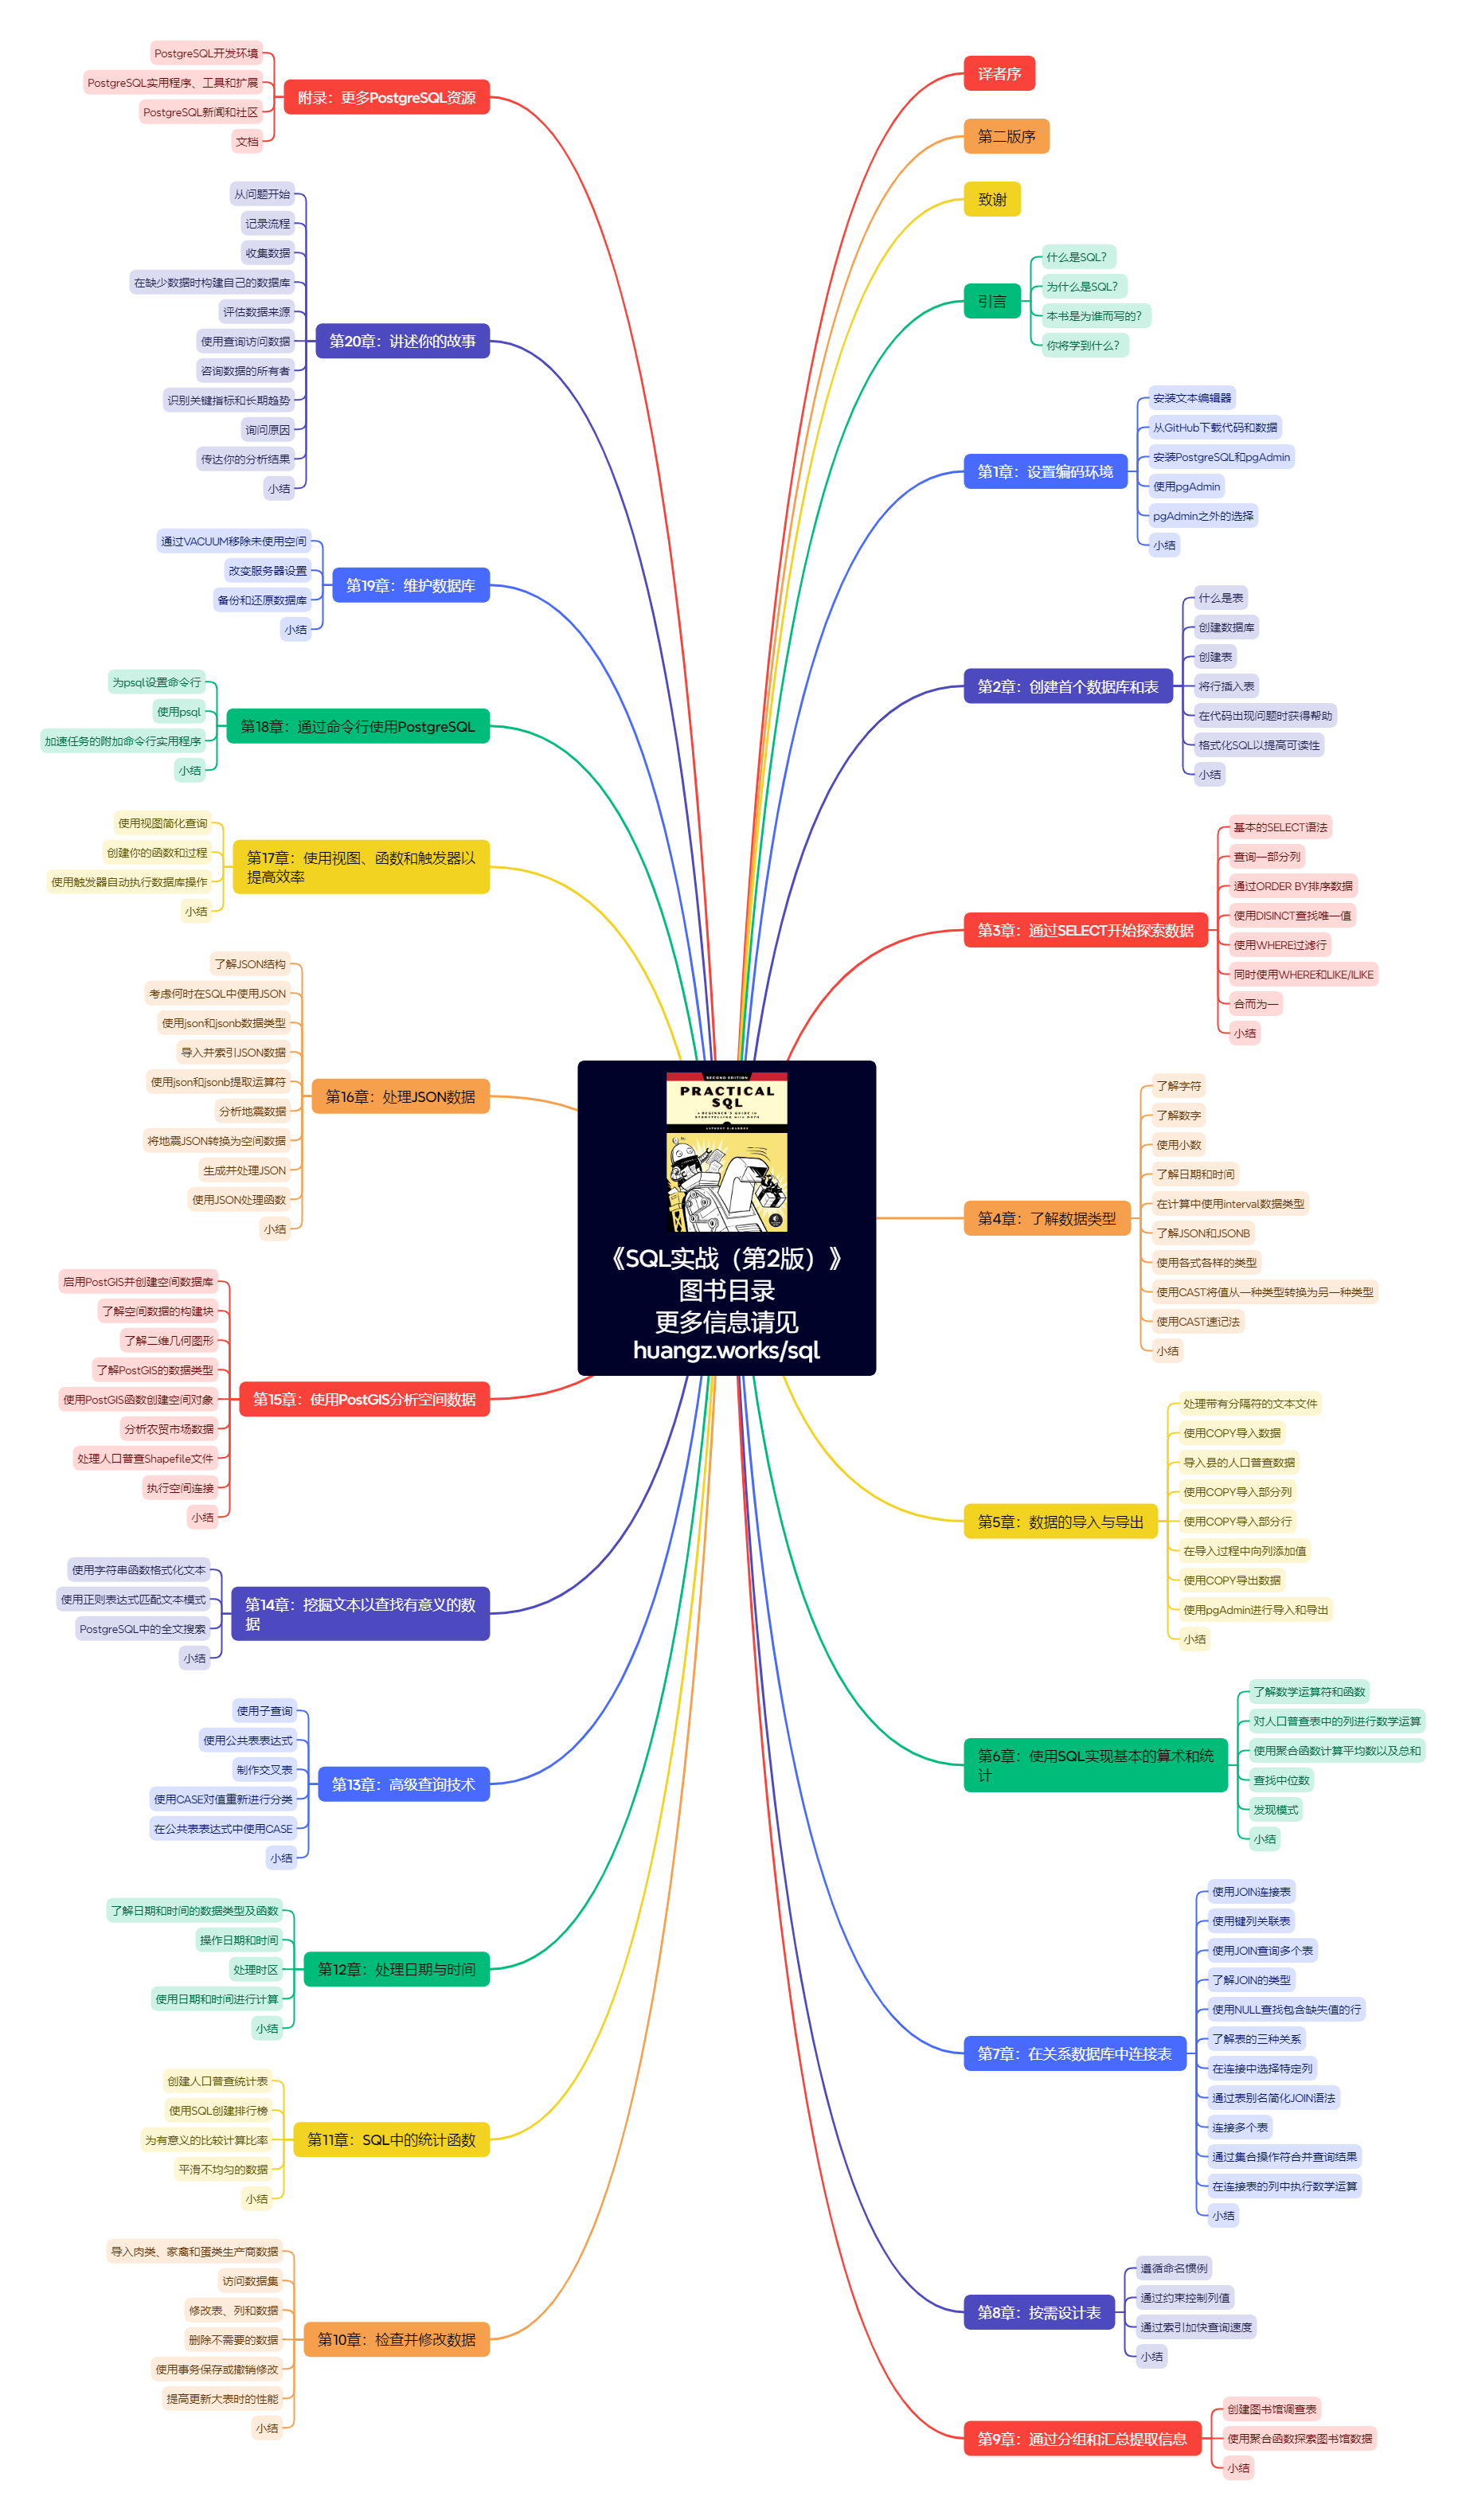 SECOND EDITION
PRACTICAL
SQL
A BEGINNER'S GUIDE TO
STORYTELLING WITH DATA
ANTHONY DEBARROS
《SQL实战（第2版）》
图书目录
更多信息请见
huangz.works/sql
译者序
第二版序
致谢
引言
什么是SQL？
为什么是SQL？
本书是为谁而写的？
你将学到什么？
第1章：设置编码环境
安装文本编辑器
从GitHub下载代码和数据
安装PostgreSQL和pgAdmin
使用pgAdmin
pgAdmin之外的选择
小结
第2章：创建首个数据库和表
什么是表
创建数据库
创建表
将行插入表
在代码出现问题时获得帮助
格式化SQL以提高可读性
小结
第3章：通过SELECT开始探索数据
基本的SELECT语法
查询一部分列
通过ORDER BY排序数据
使用DISINCT查找唯一值
使用WHERE过滤行
同时使用WHERE和LIKE/ILIKE
合而为一
小结
第4章：了解数据类型
了解字符
了解数字
使用小数
了解日期和时间
在计算中使用interval数据类型
了解JSON和JSONB
使用各式各样的类型
使用CAST将值从一种类型转换为另一种类型
使用CAST速记法
小结
第5章：数据的导入与导出
处理带有分隔符的文本文件
使用COPY导入数据
导入县的人口普查数据
使用COPY导入部分列
使用COPY导入部分行
在导入过程中向列添加值
使用COPY导出数据
使用pgAdmin进行导入和导出
小结
第6章：使用SQL实现基本的算术和统
计
了解数学运算符和函数
对人口普查表中的列进行数学运算
使用聚合函数计算平均数以及总和
查找中位数
发现模式
小结
第7章：在关系数据库中连接表
使用JOIN连接表
使用键列关联表
使用JOIN查询多个表
了解JOIN的类型
使用NULL查找包含缺失值的行
了解表的三种关系
在连接中选择特定列
通过表别名简化JOIN语法
连接多个表
通过集合操作符合并查询结果
在连接表的列中执行数学运算
小结
第8章：按需设计表
遵循命名惯例
通过约束控制列值
通过索引加快查询速度
小结
第9章：通过分组和汇总提取信息
创建图书馆调查表
使用聚合函数探索图书馆数据
小结
第10章：检查并修改数据
导入肉类、家禽和蛋类生产商数据
访问数据集
修改表、列和数据
删除不需要的数据
使用事务保存或撤销修改
提高更新大表时的性能
小结
第11章：SQL中的统计函数
创建人口普查统计表
使用SQL创建排行榜
为有意义的比较计算比率
平滑不均匀的数据
小结
第12章：处理日期与时间
了解日期和时间的数据类型及函数
操作日期和时间
处理时区
使用日期和时间进行计算
小结
第13章：高级查询技术
使用子查询
使用公共表表达式
制作交叉表
使用CASE对值重新进行分类
在公共表表达式中使用CASE
小结
第14章：挖掘文本以查找有意义的数
据
使用字符串函数格式化文本
使用正则表达式匹配文本模式
PostgreSQL中的全文搜索
小结
第15章：使用PostGIS分析空间数据
启用PostGIS并创建空间数据库
了解空间数据的构建块
了解二维几何图形
了解PostGIS的数据类型
使用PostGIS函数创建空间对象
分析农贸市场数据
处理人口普查Shapefile文件
执行空间连接
小结
第16章：处理JSON数据
了解JSON结构
考虑何时在SQL中使用JSON
使用json和jsonb数据类型
导入并索引JSON数据
使用json和jsonb提取运算符
分析地震数据
将地震JSON转换为空间数据
生成并处理JSON
使用JSON处理函数
小结
第17章：使用视图、函数和触发器以
提高效率
使用视图简化查询
创建你的函数和过程
使用触发器自动执行数据库操作
小结
第18章：通过命令行使用PostgreSQL
为psql设置命令行
使用psql
加速任务的附加命令行实用程序
小结
第19章：维护数据库
通过VACUUM移除未使用空间
改变服务器设置
备份和还原数据库
小结
第20章：讲述你的故事
从问题开始
记录流程
收集数据
在缺少数据时构建自己的数据库
评估数据来源
使用查询访问数据
咨询数据的所有者
识别关键指标和长期趋势
询问原因
传达你的分析结果
小结
附录：更多PostgreSQL资源
PostgreSQL开发环境
PostgreSQL实用程序、工具和扩展
PostgreSQL新闻和社区
文档